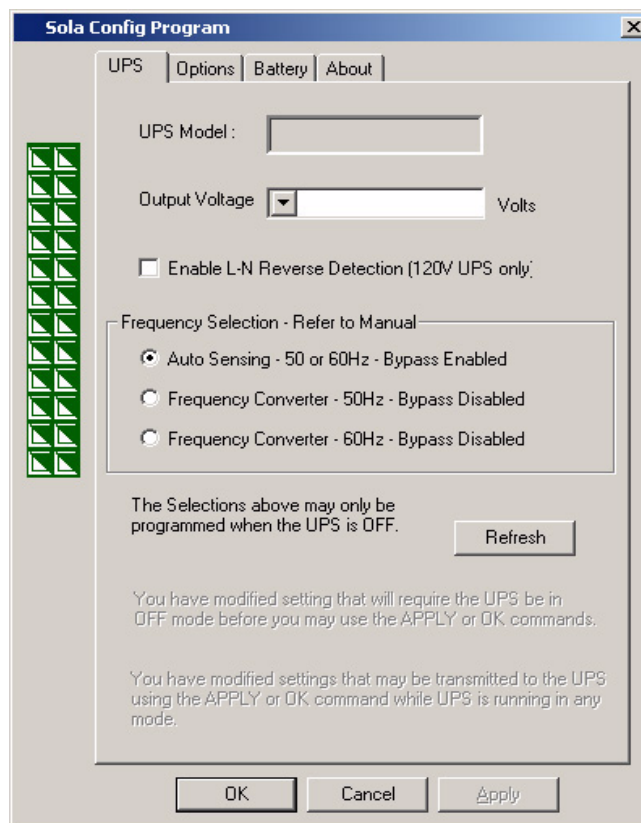 Sola Config Program
UPS Options Battery About
UPS Model :
Output Voltage Volts
Enable L-N Reverse Detection (120V UPS only)
Frequency Selection - Refer to Manual
Auto Sensing - 50 or 60Hz - Bypass Enabled
Frequency Converter - 50Hz - Bypass Disabled
Frequency Converter - 60Hz - Bypass Disabled
The Selections above may only be
programmed when the UPS is OFF.
Refresh
You have modified setting that will require the UPS be in
OFF mode before you may use the APPLY or OK commands.
You have modified settings that may be transmitted to the UPS
using the APPLY or OK command while UPS is running in any
mode.
OK Cancel Apply